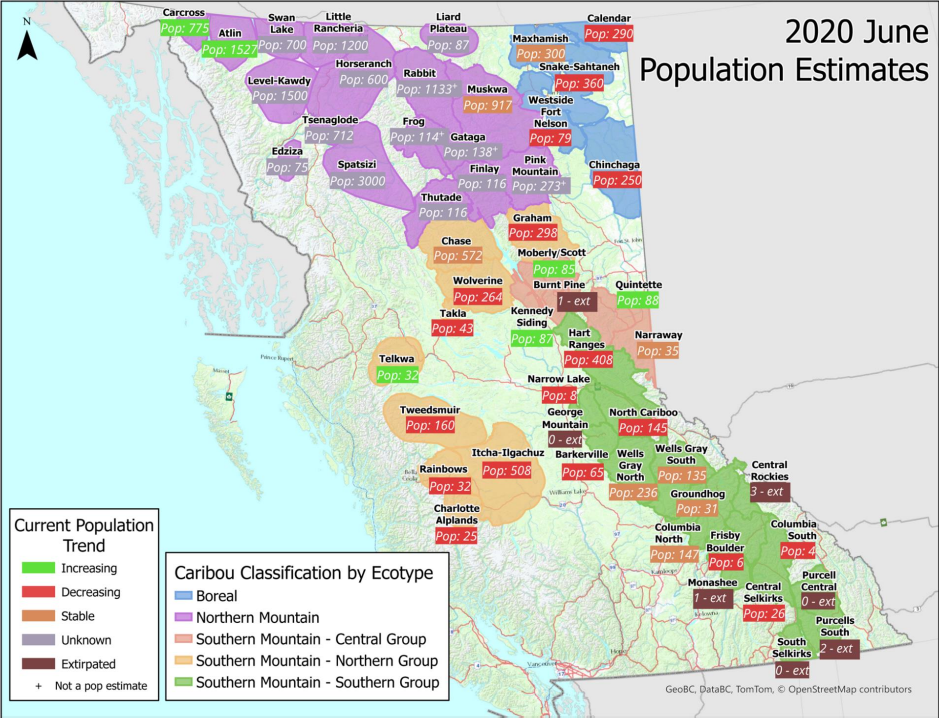 2020 June
Population Estimates
N
Carcross
Pop: 775
Atlin
Pop: 1527
Swan
Lake
Pop: 700
Little
Rancheria
Pop: 1200
Liard
Plateau
Pop: 87
Calendar
Pop: 290
Maxhamish
Pop: 300
Snake-Sahtaneh
Pop: 360
Level-Kawdy
Pop: 1500
Horseranch
Pop: 600
Rabbit
Pop: 1133+
Muskwa
Pop: 917
Westside
Fort
Nelson
Pop: 79
Tsenaglode
Pop: 712
Frog
Pop: 114+
Gataga
Pop: 138+
Edziza
Pop: 75
Spatsizi
Pop: 3000
Finlay
Pop: 116
Pink
Mountain
Pop: 273+
Chinchaga
Pop: 250
Thutade
Pop: 116
Graham
Pop: 298
Fort St. John
Chase
Pop: 572
Moberly/Scott
Pop: 85
Wolverine
Pop: 264
Burnt Pine
1 - ext
Quintette
Pop: 88
Takla
Pop: 43
Kennedy
Siding
Pop: 87
Hart
Ranges
Pop: 408
Narraway
Pop: 35
Prince Rupert
Masset
Telkwa
Pop: 32
Narrow Lake
Pop: 8
Tweedsmuir
Pop: 160
George
Mountain
0 - ext
North Cariboo
Pop: 145
Itcha-Ilgachuz
Pop: 508
Barkerville
Pop: 65
Wells
Gray
North
Pop: 236
Wells Gray
South
Pop: 135
Rainbows
Pop: 32
Bella
Coola
Central
Rockies
3 - ext
Groundhog
Pop: 31
Williams Lake
Charlotte
Alplands
Pop: 25
Columbia
North
Pop: 147
Frisby
Boulder
Pop: 6
Columbia
South
Pop: 4
Kamloops
Monashee
1 - ext
Kelowna
Central
Selkirks
Pop: 26
Purcell
Central
0 - ext
Purcells
South
2 - ext
South
Selkirks
0 - ext
Vancouver
Hope
Current Population
Trend
Increasing
Decreasing
Stable
Unknown
Extirpated
+ Not a pop estimate
Caribou Classification by Ecotype
Boreal
Northern Mountain
Southern Mountain - Central Group
Southern Mountain - Northern Group
Southern Mountain - Southern Group
GeoBC, DataBC, TomTom, © OpenStreetMap contributors